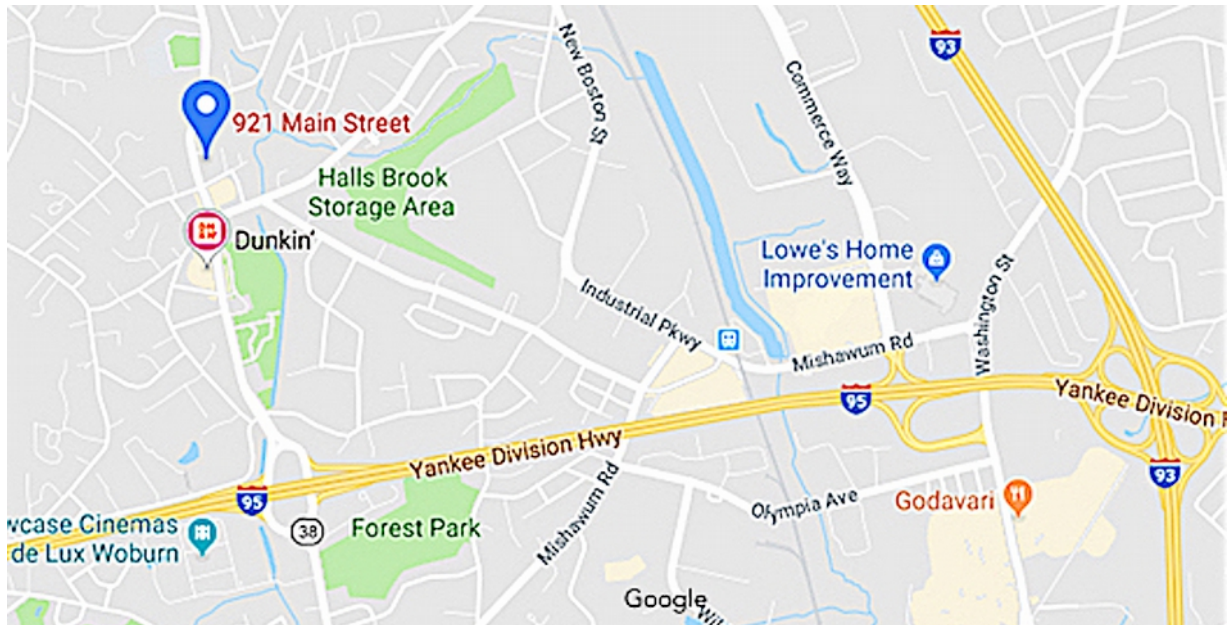 93
New Boston St
Commerce Way
921 Main Street
Halls Brook
Storage Area
Dunkin'
Lowe's Home
Improvement
Washington St
Industrial Pkwy
Mishawum Rd
95
Yankee Division Hwy
Yankee Division
93
95
Mishawum Rd
Olympia Ave
Godavari
wcase Cinemas
de Lux Woburn
38
Forest Park
Google